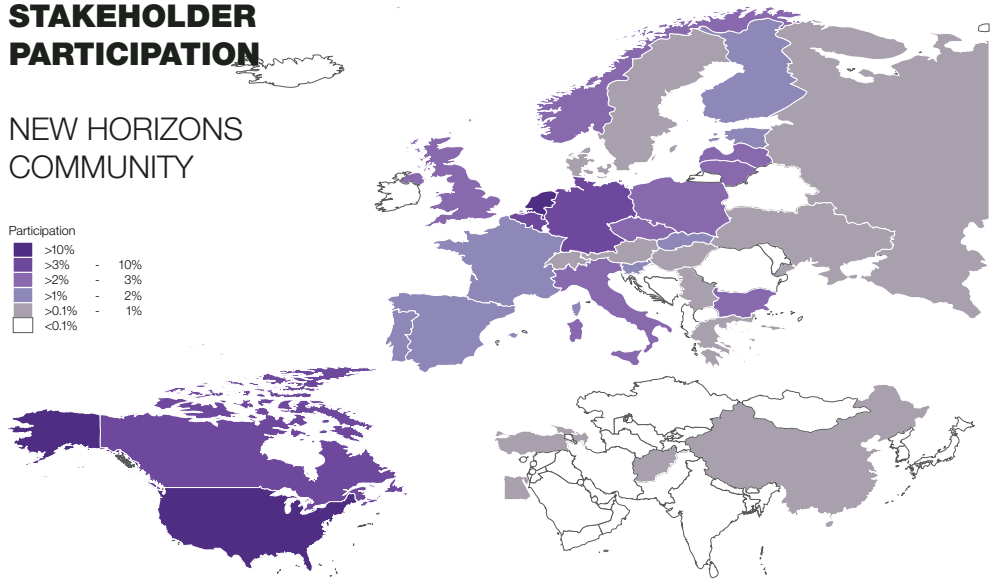 STAKEHOLDER
PARTICIPATION
NEW HORIZONS
COMMUNITY
Participation
>10%
>3% - 10%
>2% - 3%
>1% - 2%
>0.1% - 1%
<0.1%